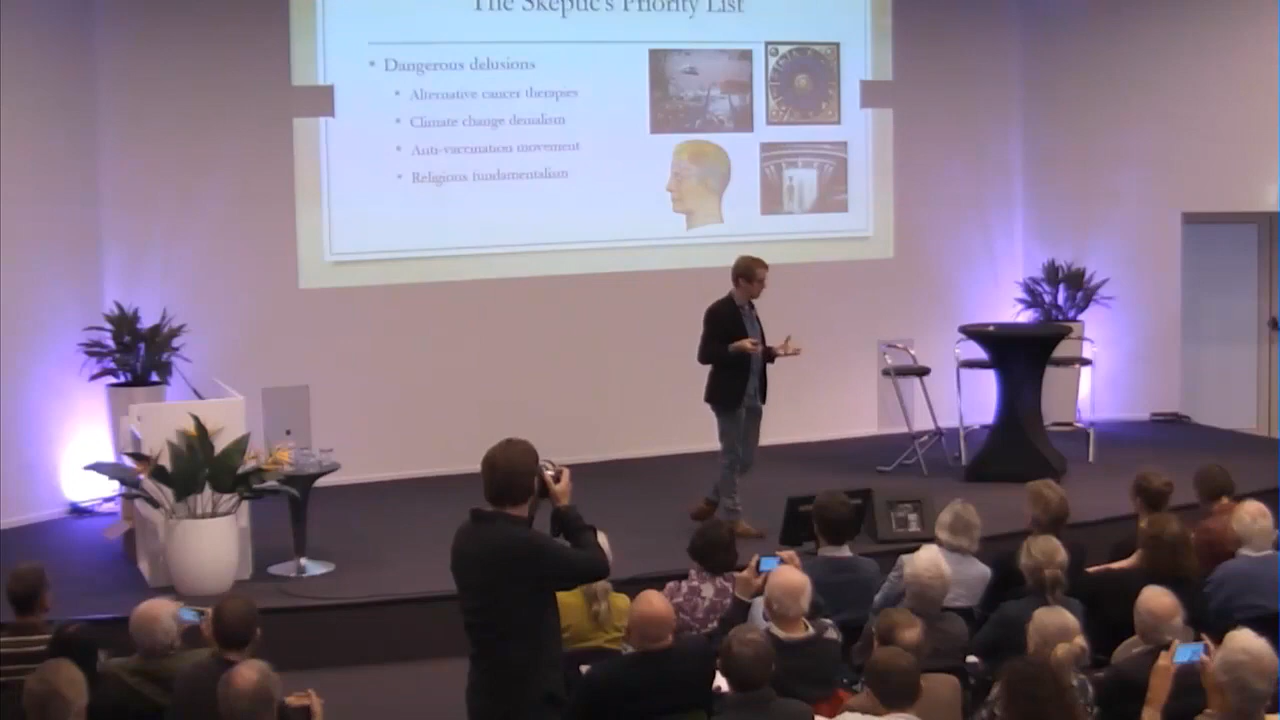 The Skeptic's Priority List
Dangerous delusions
Alternative cancer therapies
Climate change denialism
Anti-vaccination movement
Religious fundamentalism